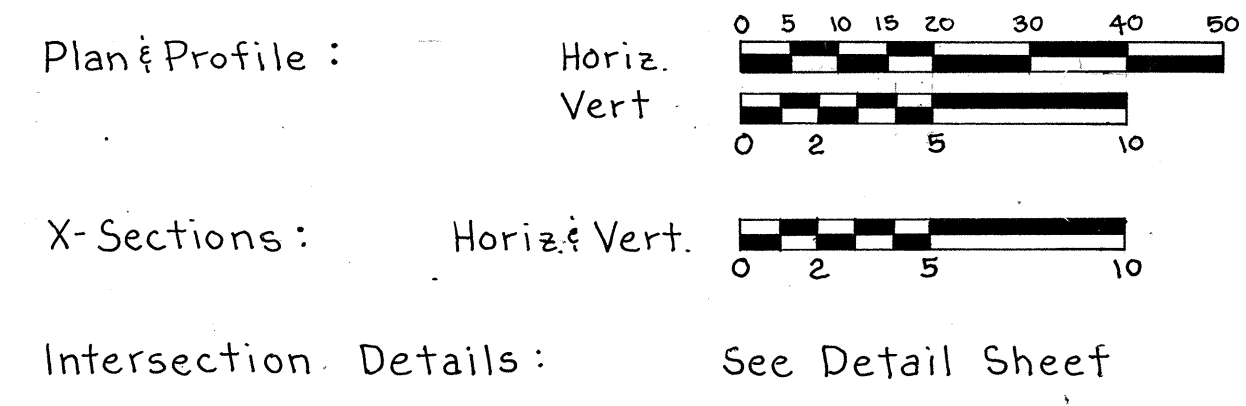 0 5 10 15 20 30 40 50
Plan & Profile : Horiz.
Vert
0 2 5 10
X-Sections : Horiz. & Vert.
0 2 5 10
Intersection Details : See Detail Sheet